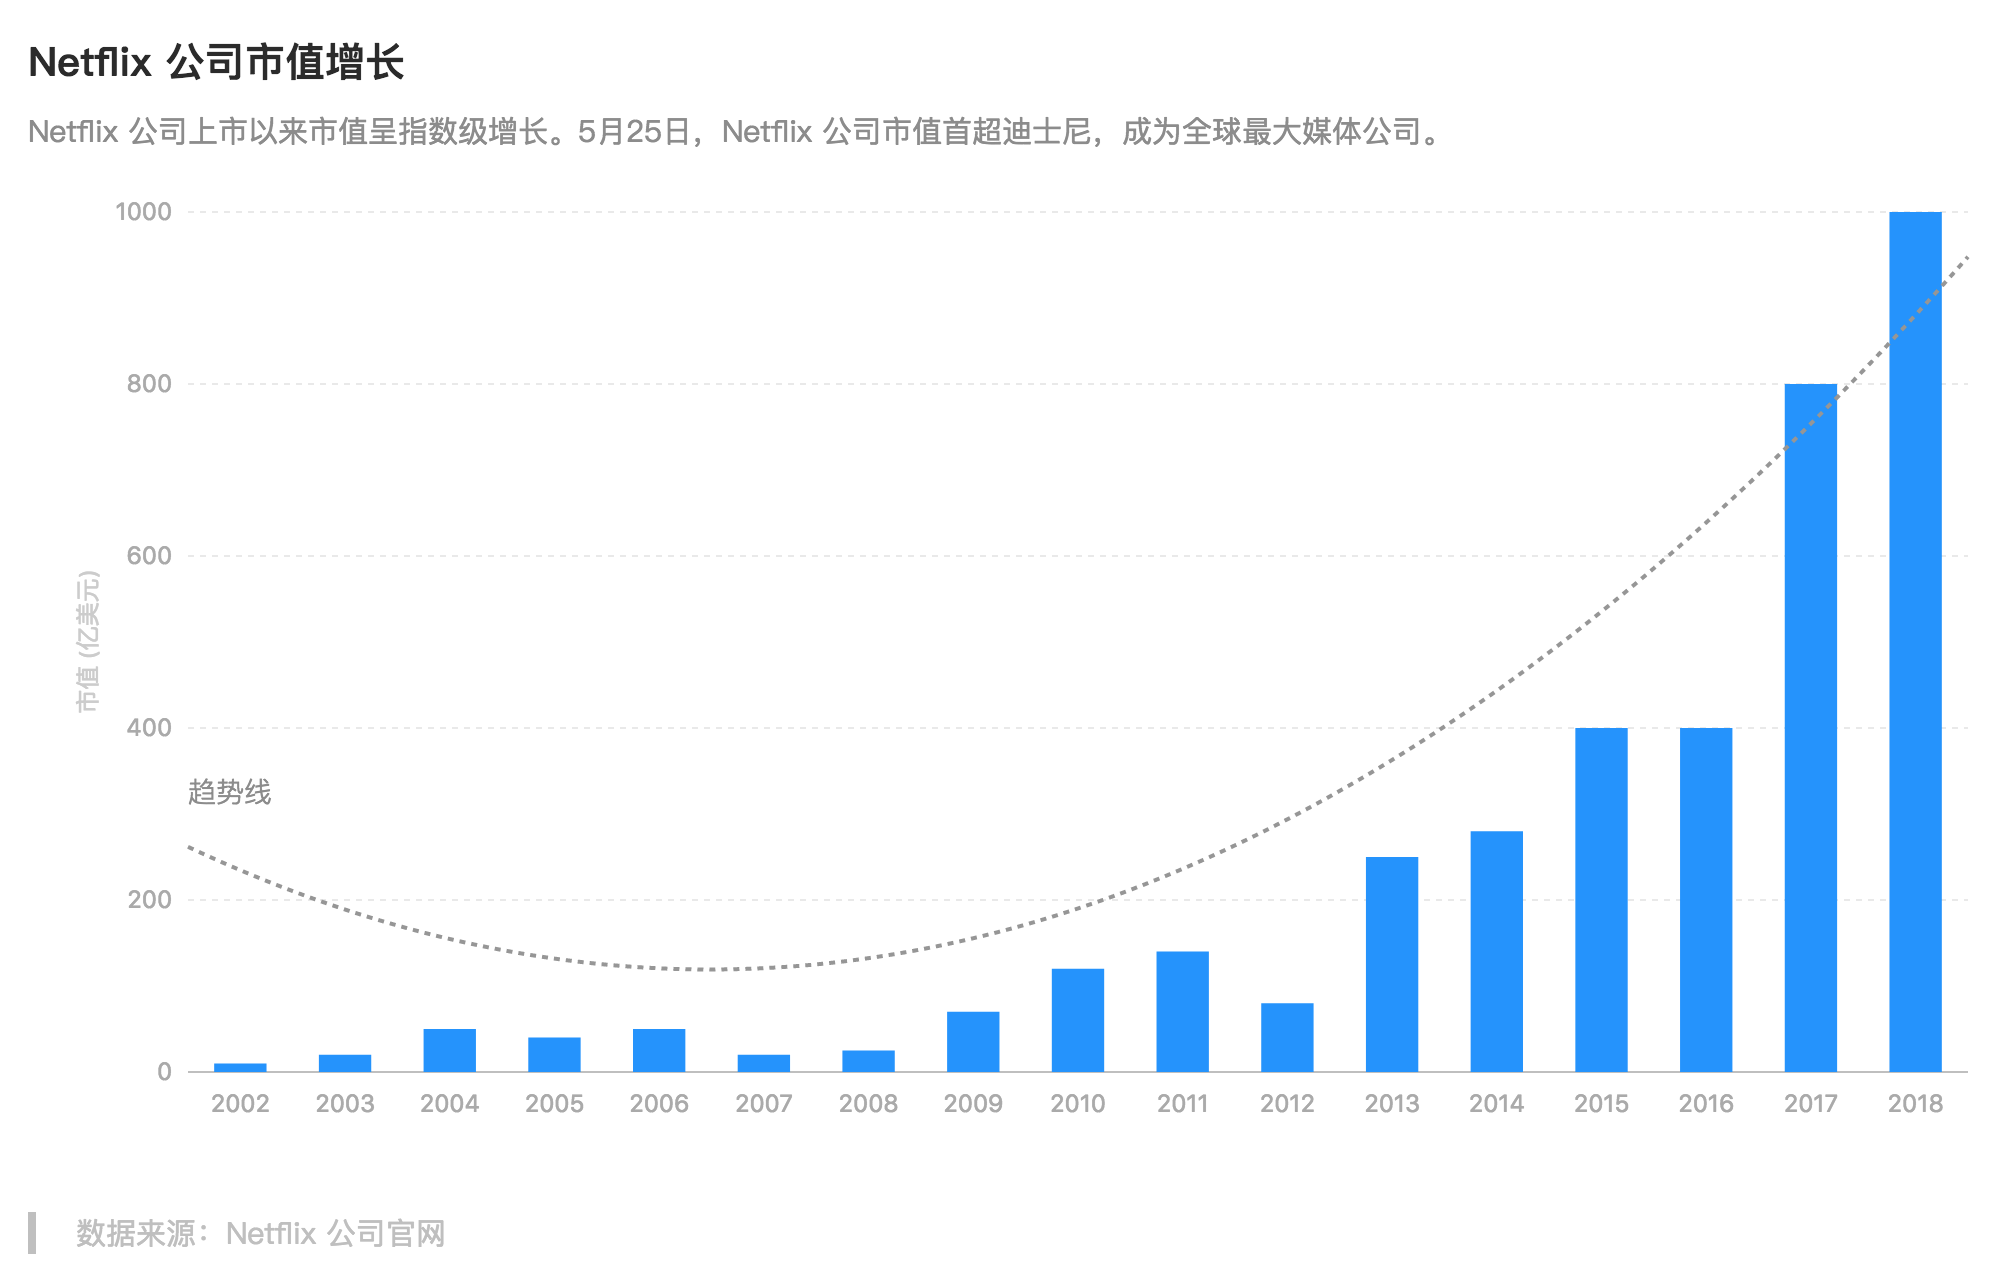 Netflix 公司市值增长
Netflix 公司上市以来市值呈指数级增长。5月25日，Netflix 公司市值首超迪士尼，成为全球最大媒体公司。
1000
800
600
400
200
0
市值 (亿美元)
趋势线
2002 2003 2004 2005 2006 2007 2008 2009 2010 2011 2012 2013 2014 2015 2016 2017 2018
数据来源：Netflix 公司官网